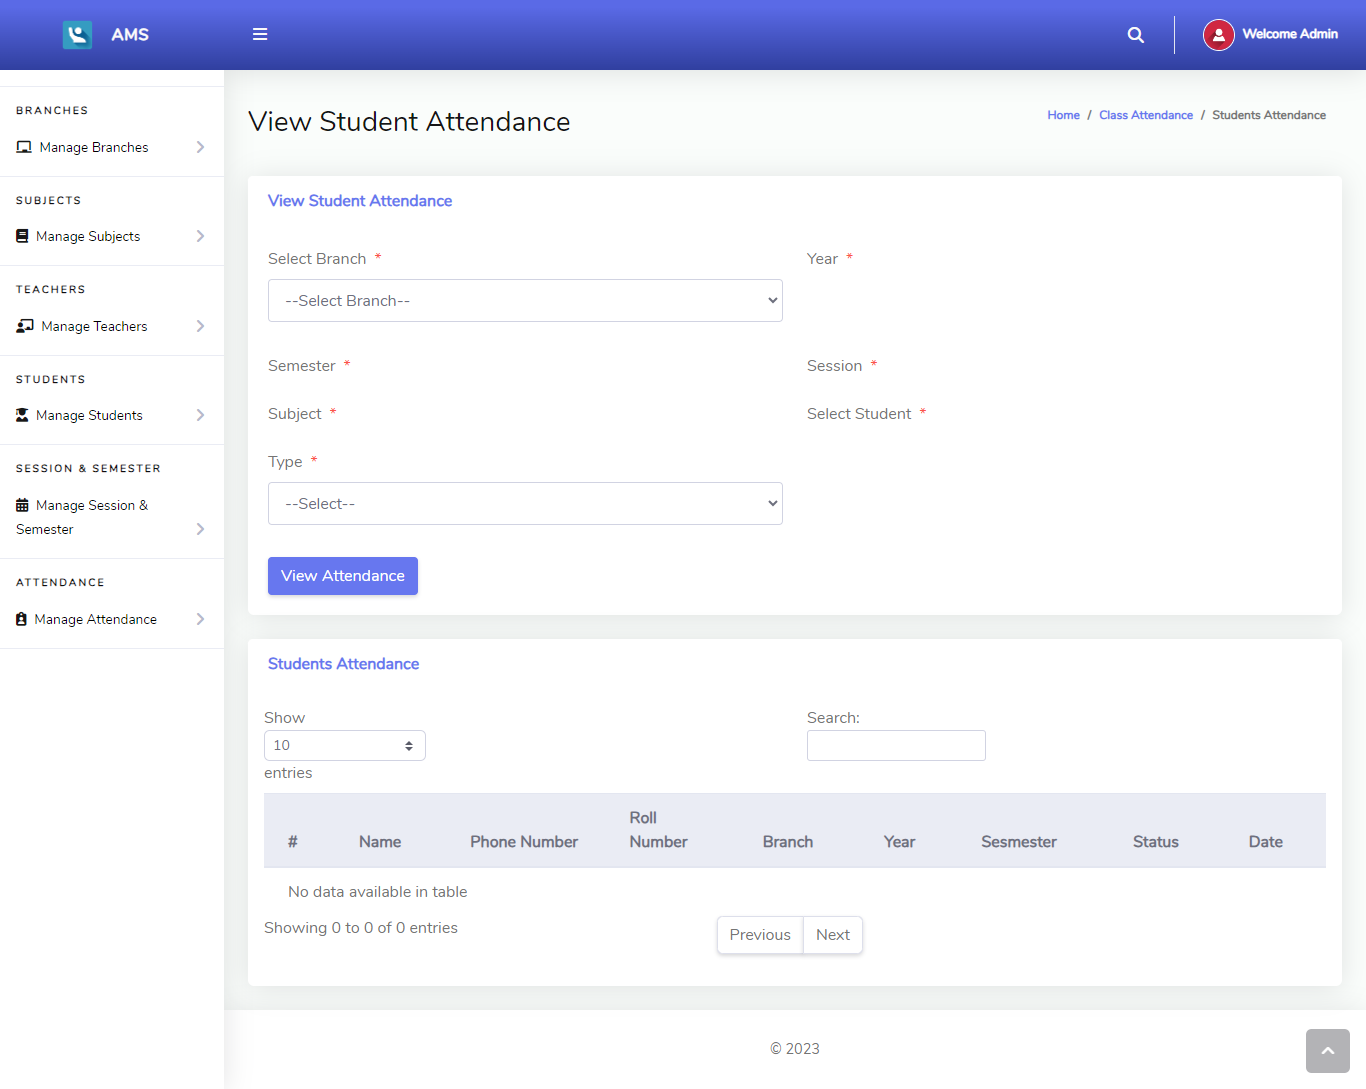 AMS
Welcome Admin
BRANCHES
Manage Branches
SUBJECTS
Manage Subjects
TEACHERS
Manage Teachers
STUDENTS
Manage Students
SESSION & SEMESTER
Manage Session &
Semester
ATTENDANCE
Manage Attendance
View Student Attendance
Home / Class Attendance / Students Attendance
View Student Attendance
Select Branch *
Year *
--Select Branch--
Semester *
Session *
Subject *
Select Student *
Type *
--Select--
View Attendance
Students Attendance
Show
10
entries
Search:
# Name Phone Number Roll Number Branch Year Sesmester Status Date
No data available in table
Showing 0 to 0 of 0 entries
Previous Next
© 2023